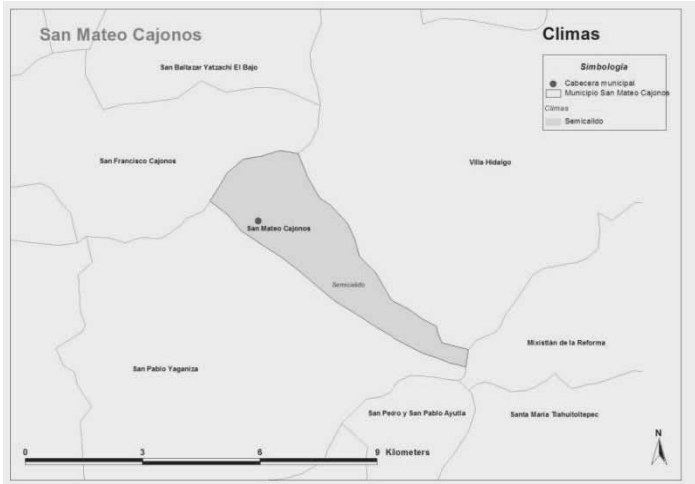 San Mateo Cajonos
Climas
Simbología
Cabecera municipal
Municipio San Mateo Cajonos
Climas
Semicalido
San Baltazar Yatzachi El Bajo
San Francisco Cajonos
Villa Hidalgo
San Mateo Cajonos
Semicalido
Mixistlán de la Reforma
San Pablo Yaganiza
San Pedro y San Pablo Ayutla
Santa María Tlahuitoltepec
N
0 3 6 9 Kilometers